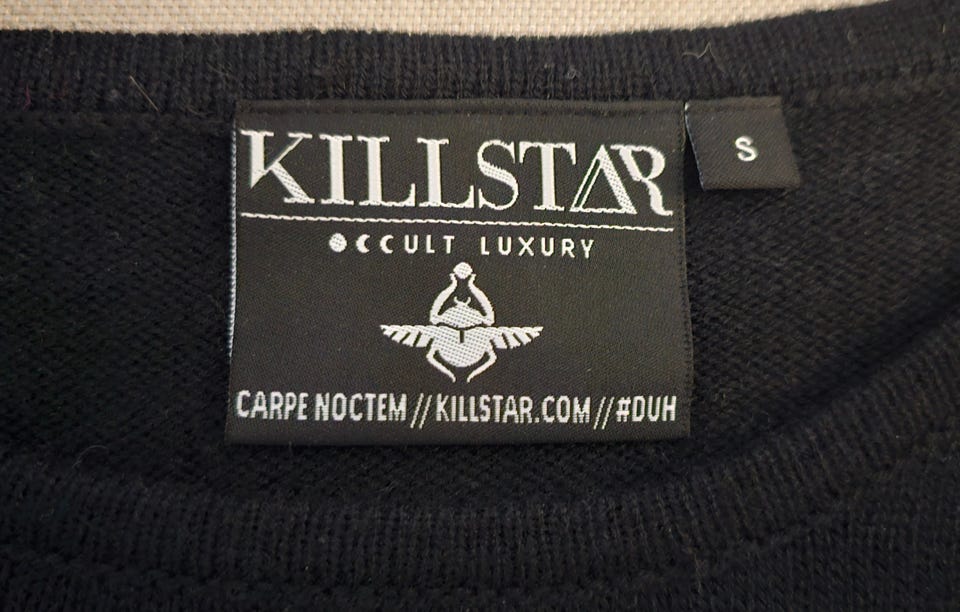 KILLSTAR
S
OCCULT LUXURY
CARPE NOCTEM//KILLSTAR.COM//#DUH